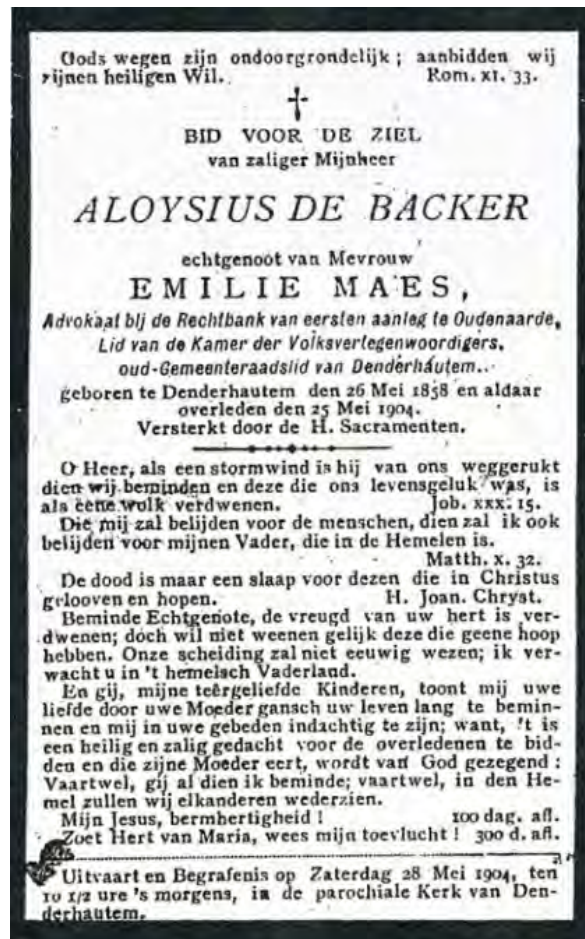 Gods wegen zijn ondoorgrondelijk ; aanbidden wij
zijnen heiligen Wil. Rom. XI. 33.
BID VOOR DE ZIEL
van zaliger Mijnheer
ALOYSIUS DE BACKER
echtgenoot van Mevrouw
EMILIE MAES,
Advokaat bij de Rechtbank van eersten aanleg te Oudenaarde,
Lid van de Kamer der Volksvertegenwoordigers,
oud-Gemeenteraadslid van Denderhautem.
geboren te Denderhautem den 26 Mei 1858 en aldaar
overleden den 25 Mei 1904.
Versterkt door de H. Sacramenten.
O Heer, als een stormwind is hij van ons weggerukt
dien wij beminden en deze die ons levensgeluk was, is
als eene wolk verdwenen. Job. XXX. 15.
Die mij zal belijden voor de menschen, dien zal ik ook
belijden voor mijnen Vader, die in de Hemelen is.
Matth. X. 32.
De dood is maar een slaap voor dezen die in Christus
gelooven en hopen. H. Joan. Chryst.
Beminde Echtgenote, de vreugd van uw hert is ver-
dwenen; doch wil niet weenen gelijk deze die geene hoop
hebben. Onze scheiding zal niet eeuwig wezen; ik ver-
wacht u in 't hemelsch Vaderland.
En gij, mijne teêrgeliefde Kinderen, toont mij uwe
liefde door uwe Moeder gansch uw leven lang te bemin-
nen en mij in uwe gebeden indachtig te zijn; want, 't is
een heilig en zalig gedacht voor de overledenen te bid-
den en die zijne Moeder eert, wordt van God gezegend :
Vaartwel, gij al dien ik beminde; vaartwel, in den He-
mel zullen wij elkanderen wederzien.
Mijn Jesus, bermhertigheid ! 100 dag. afl.
Zoet Hert van Maria, wees mijn toevlucht ! 300 d. afl.
Uitvaart en Begrafenis op Zaterdag 28 Mei 1904, ten
10 1/2 ure 's morgens, in de parochiale Kerk van Den-
derhautem.